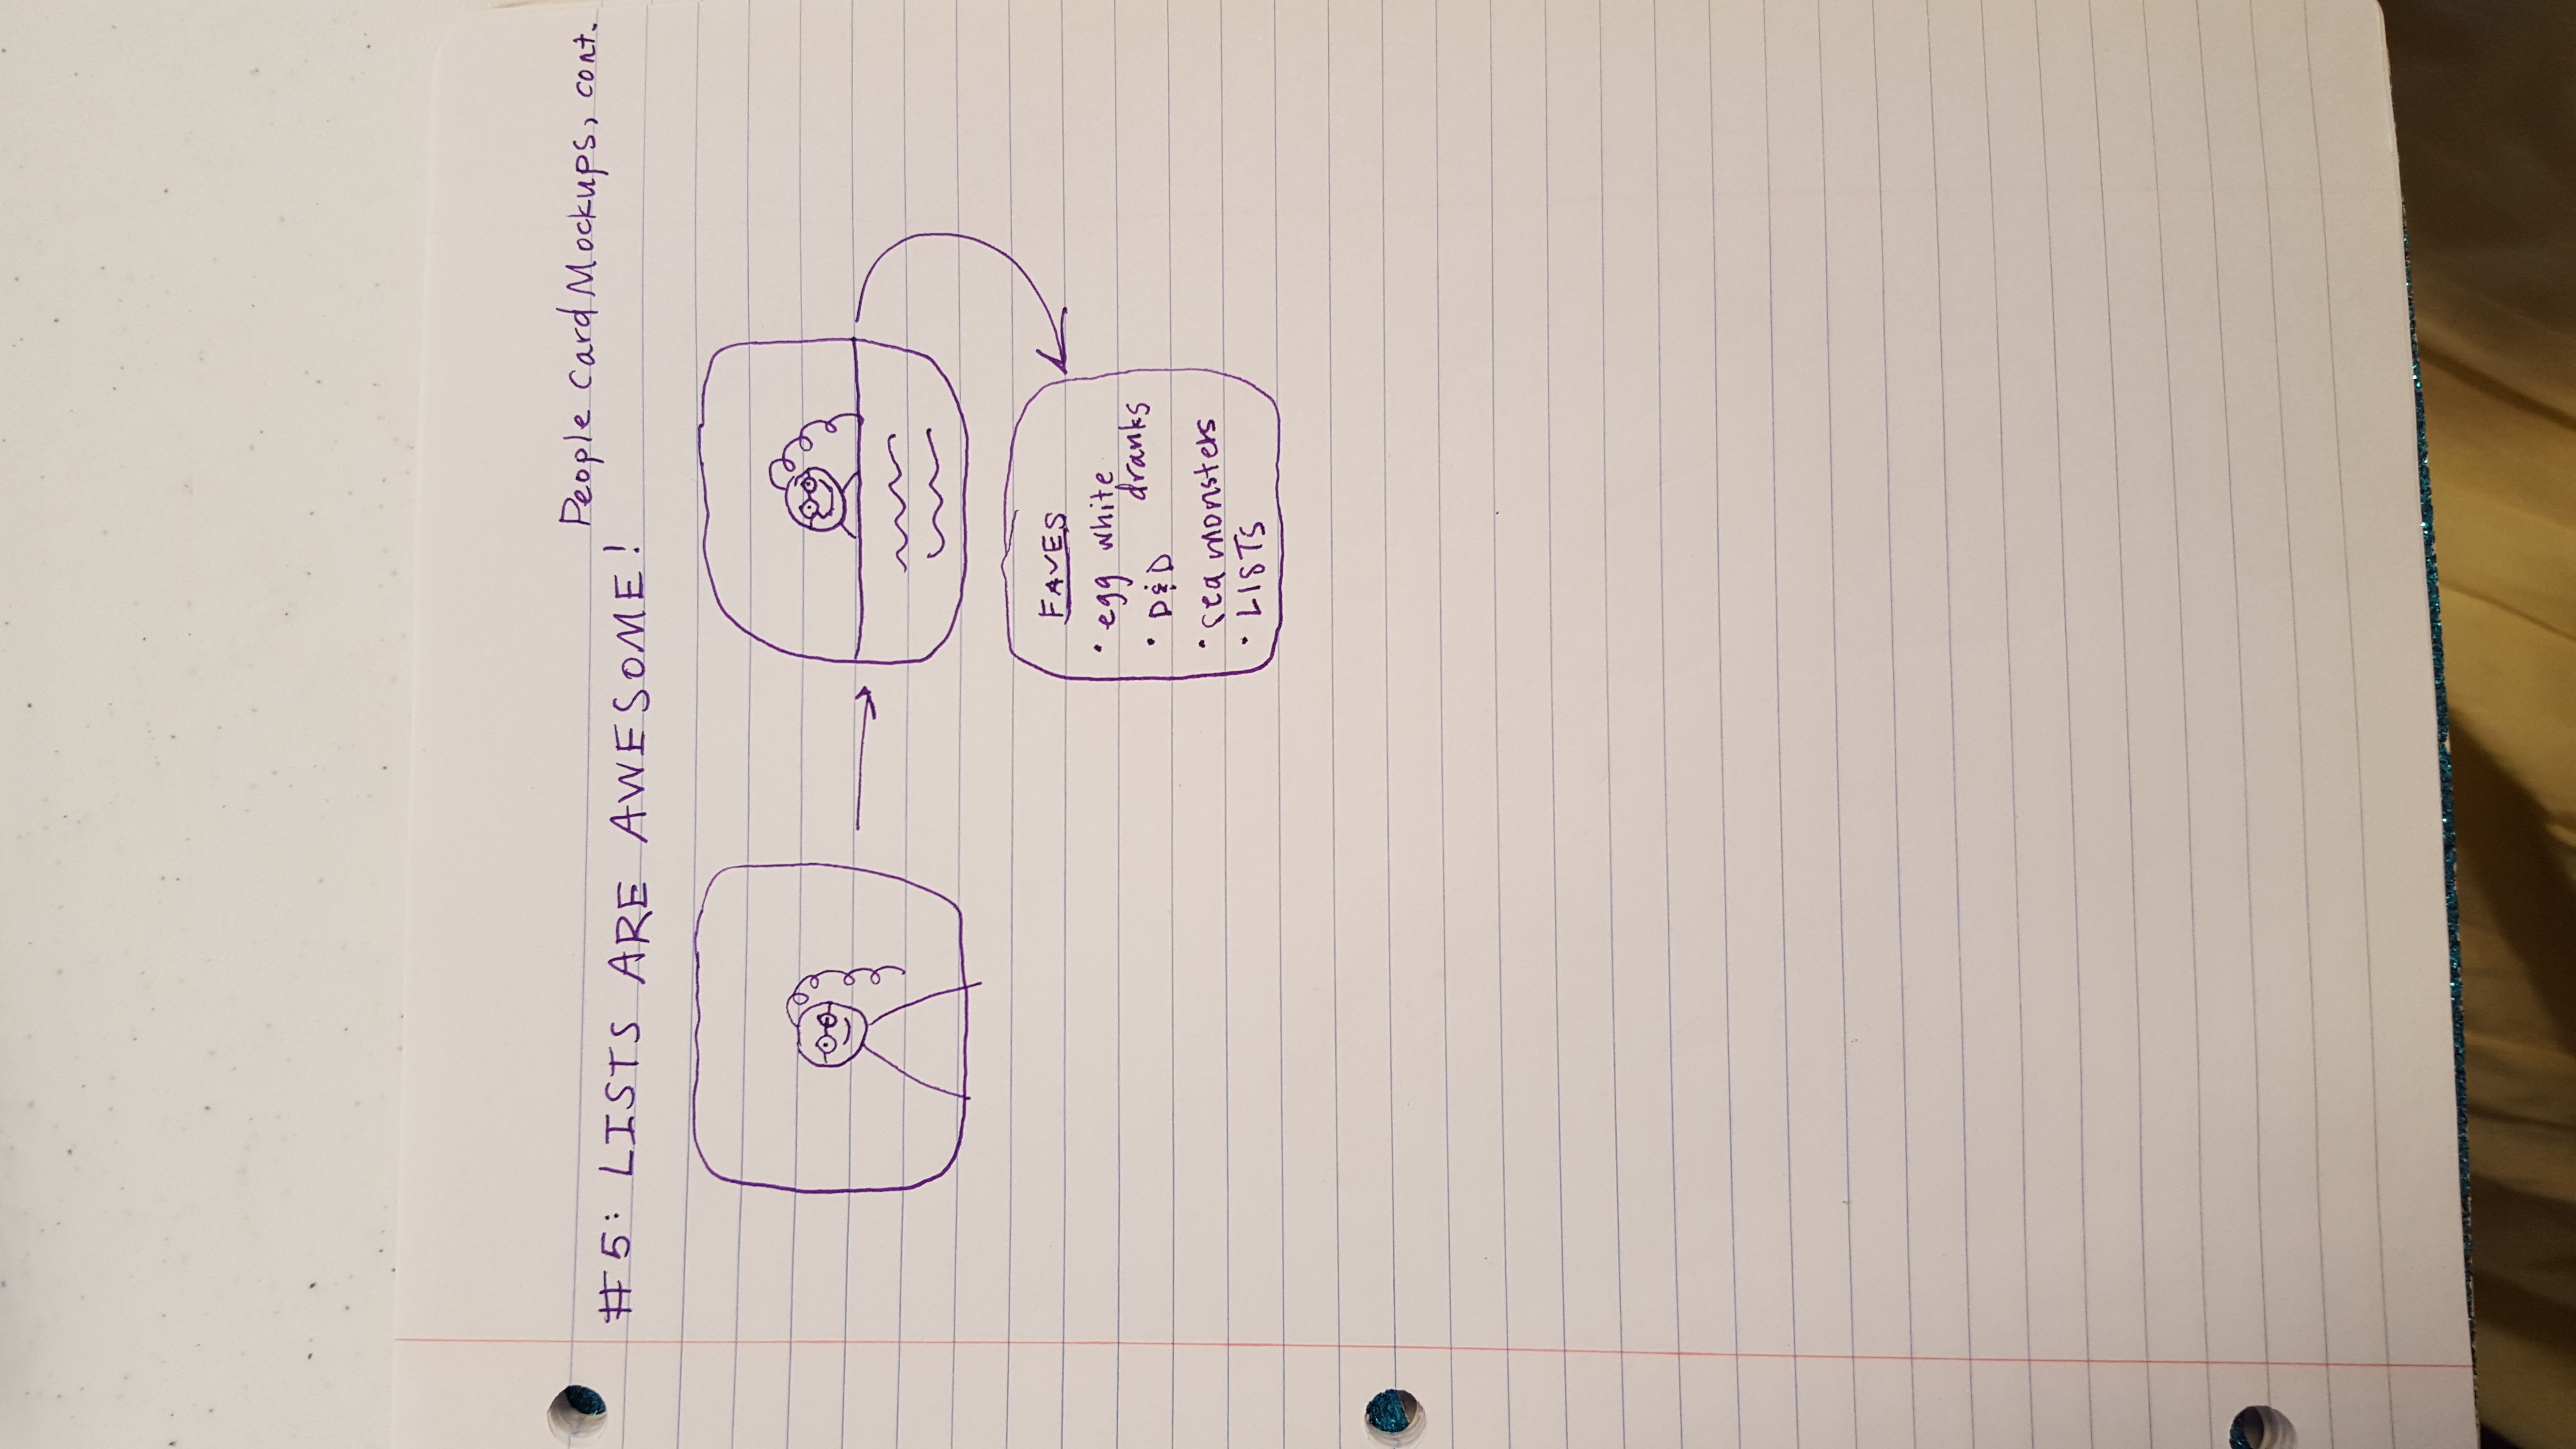 People Card Mockups, cont.
#5: LISTS ARE AWESOME!
FAVES
• egg white
dranks
• D&D
• sea monsters
• LISTS